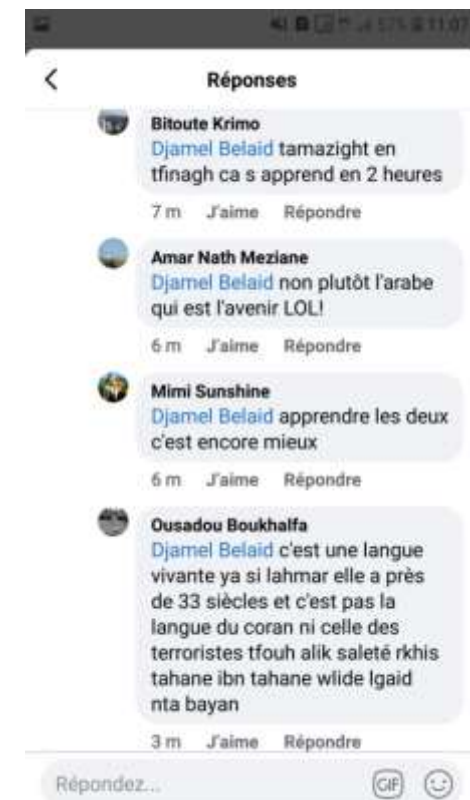 57% 11:07
Réponses
Bitoute Krimo
Djamel Belaid tamazight en
tfinagh ca s apprend en 2 heures
7 m J'aime Répondre
Amar Nath Meziane
Djamel Belaid non plutôt l'arabe
qui est l'avenir LOL!
6 m J'aime Répondre
Mimi Sunshine
Djamel Belaid apprendre les deux
c'est encore mieux
6 m J'aime Répondre
Ousadou Boukhalfa
Djamel Belaid c'est une langue
vivante ya si lahmar elle a près
de 33 siècles et c'est pas la
langue du coran ni celle des
terroristes tfouh alik saleté rkhis
tahane ibn tahane wlide lgaid
nta bayan
3 m J'aime Répondre
Répondez...
GIF